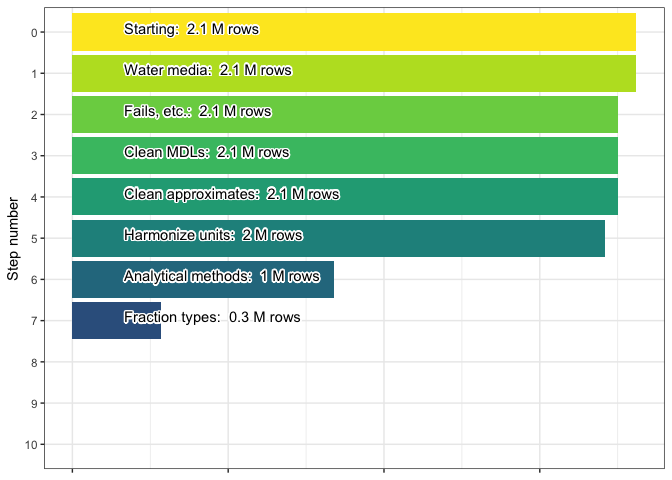 0
Starting:  2.1 M rows
1
Water media:  2.1 M rows
2
Fails, etc.:  2.1 M rows
3
Clean MDLs:  2.1 M rows
4
Clean approximates:  2.1 M rows
5
Harmonize units:  2 M rows
6
Analytical methods:  1 M rows
7
Fraction types:  0.3 M rows
8
9
10
Step number